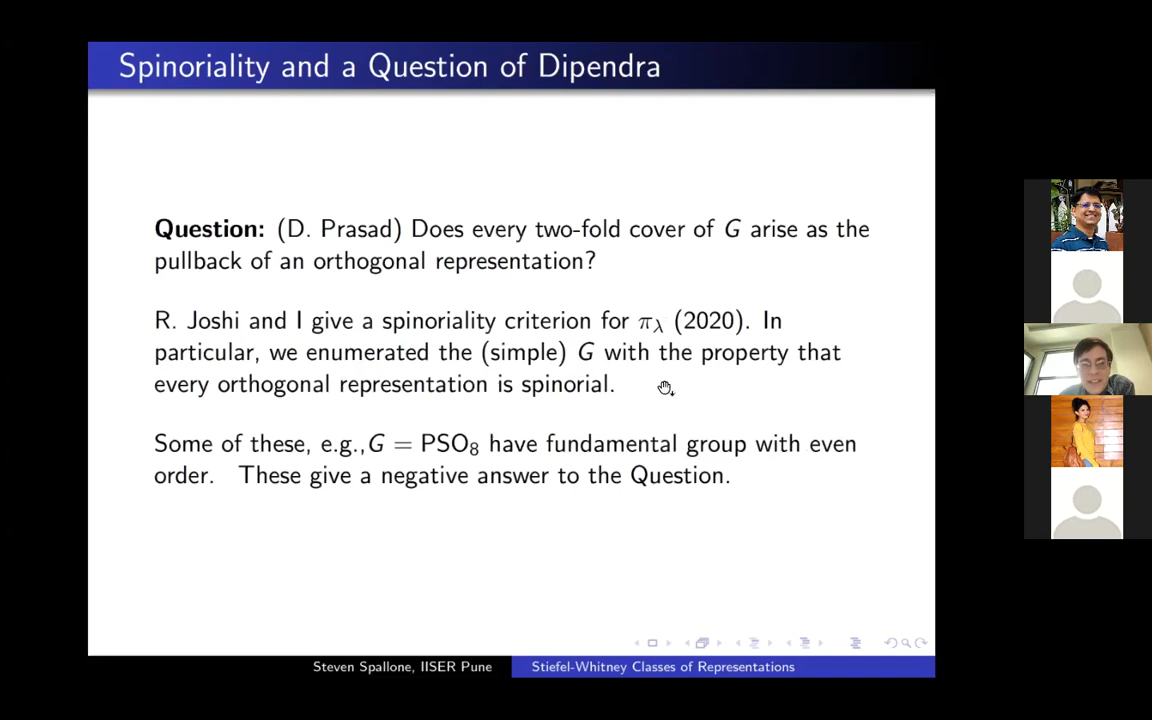 Spinoriality and a Question of Dipendra
Question: (D. Prasad) Does every two-fold cover of G arise as the
pullback of an orthogonal representation?
R. Joshi and I give a spinoriality criterion for πλ (2020). In
particular, we enumerated the (simple) G with the property that
every orthogonal representation is spinorial.
Some of these, e.g.,G = PSO₈ have fundamental group with even
order. These give a negative answer to the Question.
Steven Spallone, IISER Pune
Stiefel-Whitney Classes of Representations